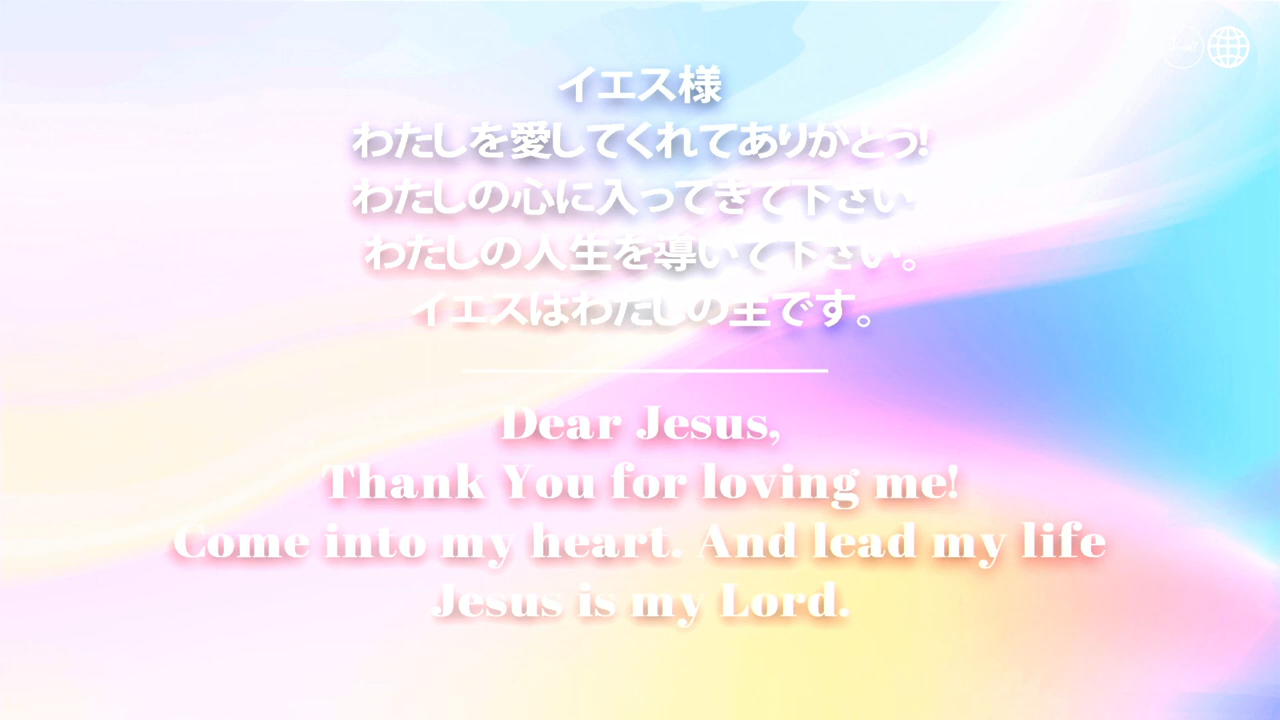 イエス様
わたしを愛してくれてありがとう!
わたしの心に入ってきて下さい
わたしの人生を導いて下さい。
イエスはわたしの主です。
Dear Jesus,
Thank You for loving me!
Come into my heart. And lead my life
Jesus is my Lord.